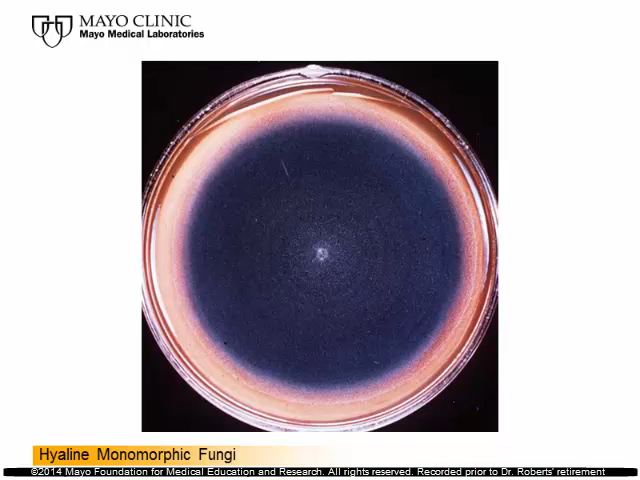 MAYO CLINIC
Mayo Medical Laboratories
Hyaline Monomorphic Fungi
©2014 Mayo Foundation for Medical Education and Research. All rights reserved. Recorded prior to Dr. Roberts' retirement